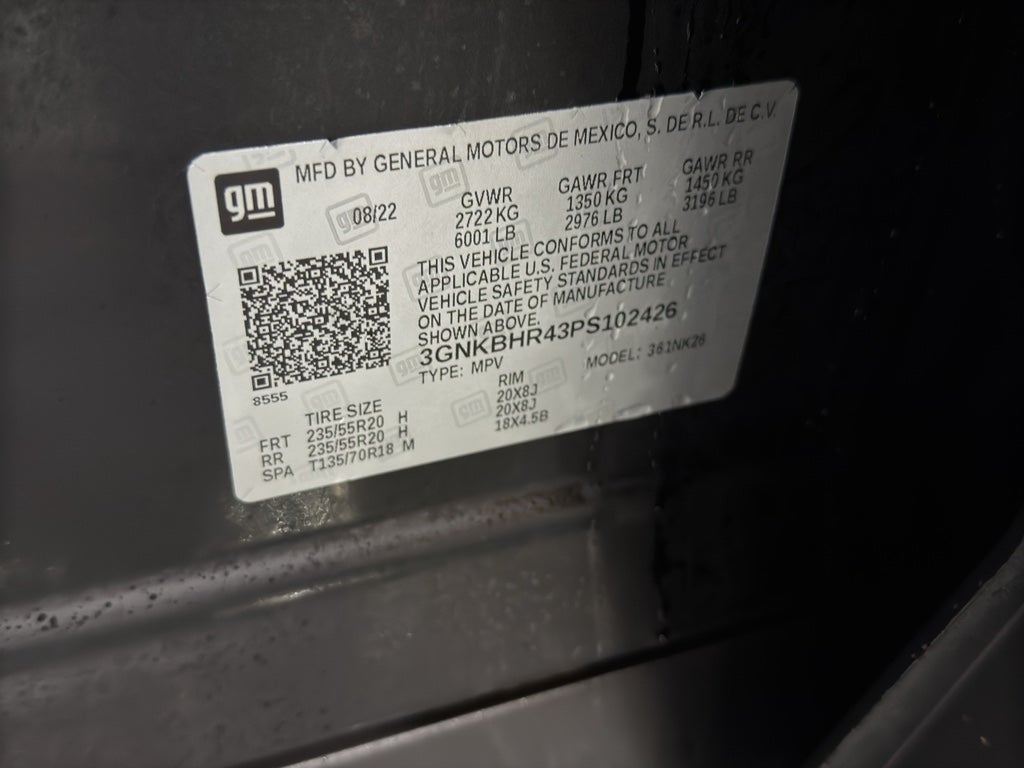 MFD BY GENERAL MOTORS DE MEXICO, S. DE R.L. DE C.V.
gm
08/22
GVWR GAWR FRT GAWR RR
2722 KG 1350 KG 1450 KG
6001 LB 2976 LB 3196 LB
THIS VEHICLE CONFORMS TO ALL
APPLICABLE U.S. FEDERAL MOTOR
VEHICLE SAFETY STANDARDS IN EFFECT
ON THE DATE OF MANUFACTURE
SHOWN ABOVE.
3GNKBHR43PS102426
TYPE: MPV MODEL: 361NK26
8555
TIRE SIZE RIM
FRT 235/55R20 H 20X8J
RR 235/55R20 H 20X8J
SPA T135/70R18 M 18X4.5B